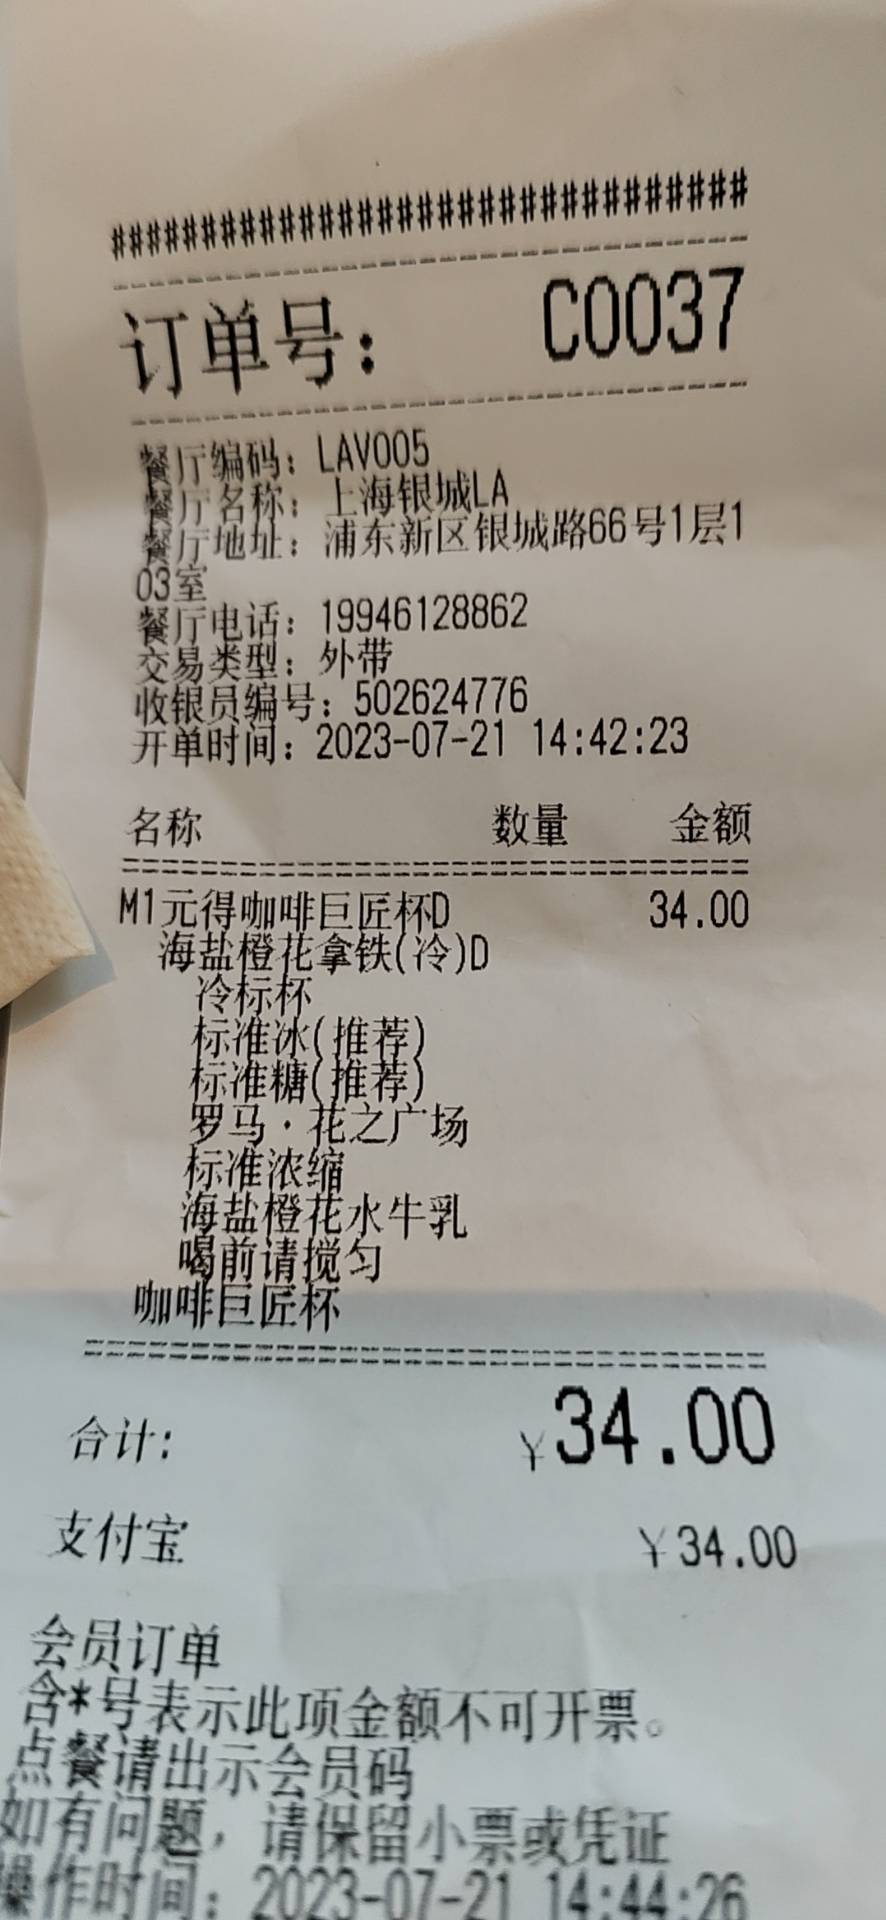 ################################
订单号： C0037
餐厅编码：LAV005
餐厅名称：上海银城LA
餐厅地址：浦东新区银城路66号1层1
03室
餐厅电话：19946128862
交易类型：外带
收银员编号：502624776
开单时间：2023-07-21 14:42:23
名称 数量 金额
M1元得咖啡巨匠杯D 34.00
海盐橙花拿铁(冷)D
冷标杯
标准冰(推荐)
标准糖(推荐)
罗马·花之广场
标准浓缩
海盐橙花水牛乳
喝前请搅匀
咖啡巨匠杯
合计: ¥34.00
支付宝 ¥34.00
会员订单
含*号表示此项金额不可开票。
点餐请出示会员码
如有问题，请保留小票或凭证
操作时间：2023-07-21 14:44:26